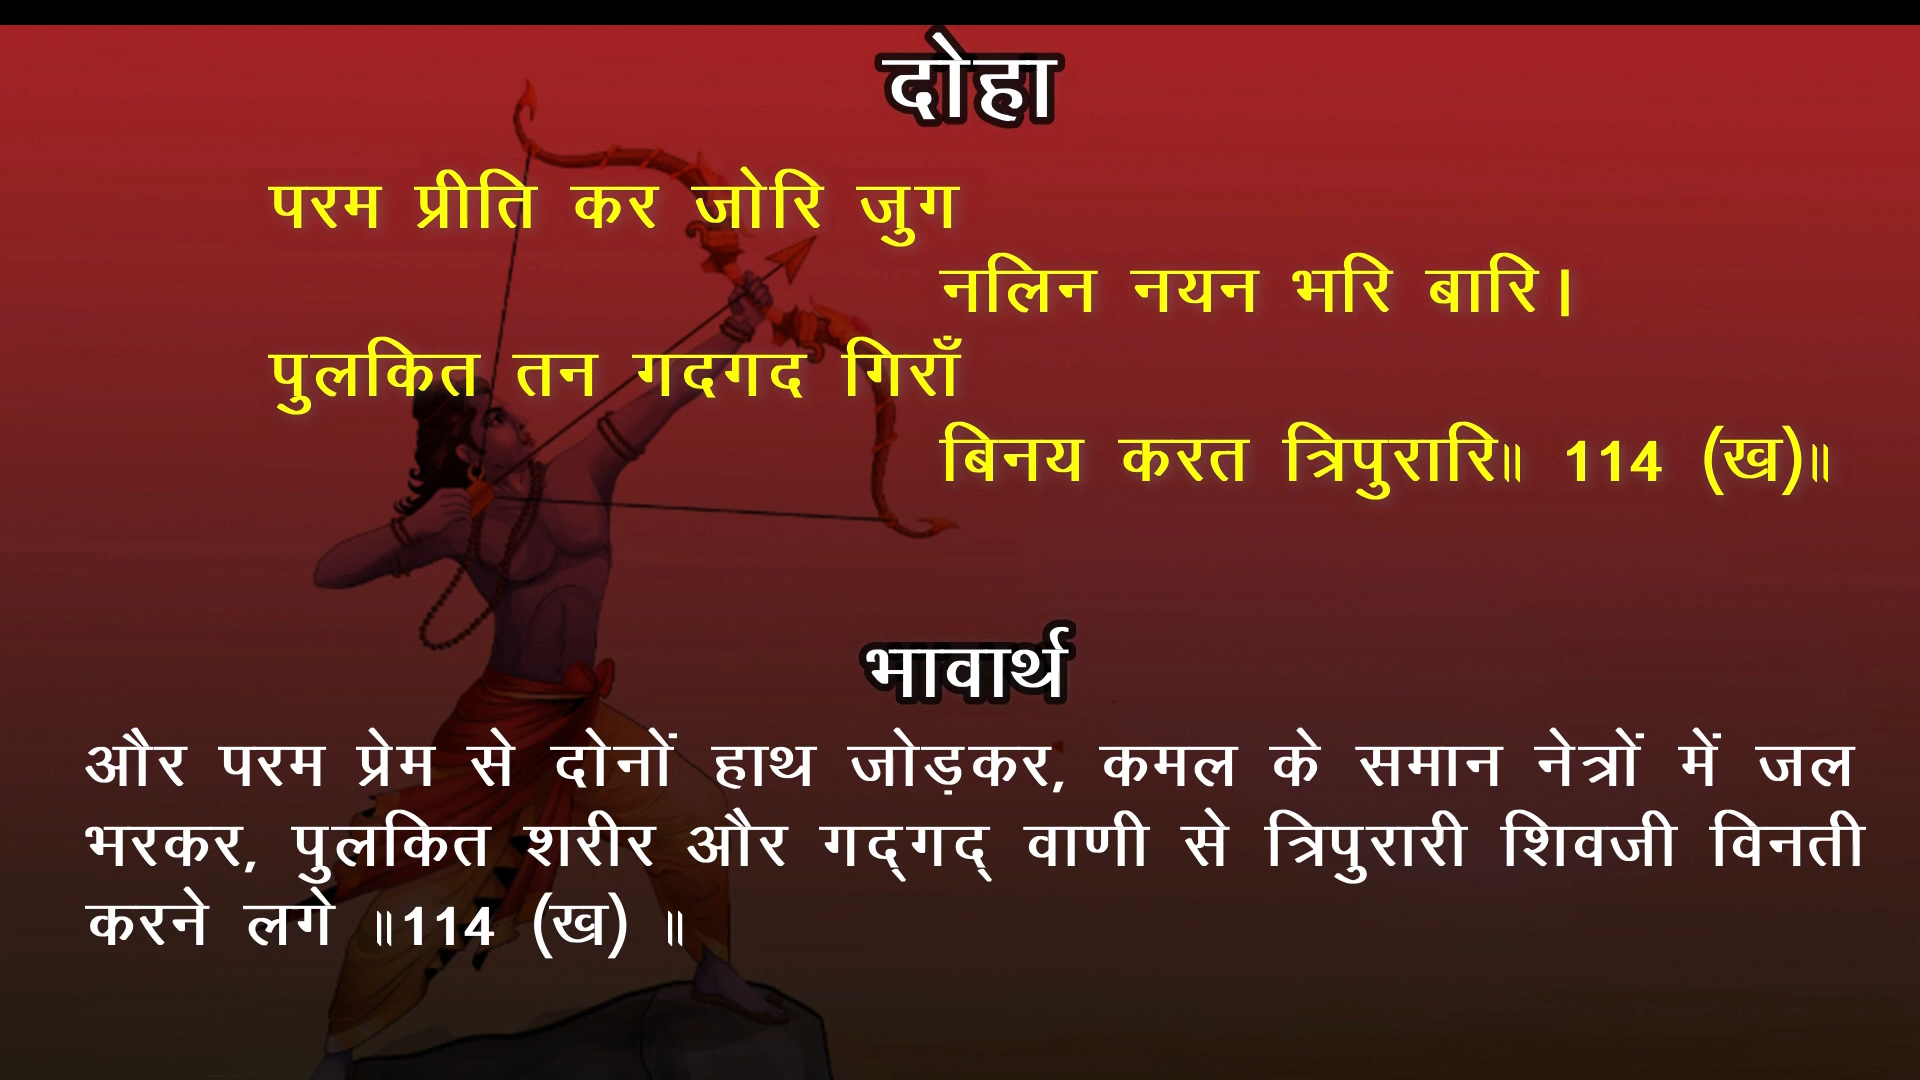 दोहा
परम प्रीति कर जोरि जुग
नलिन नयन भरि बारि।
पुलकित तन गदगद गिराँ
बिनय करत त्रिपुरारि॥ 114 (ख)॥
भावार्थ
और परम प्रेम से दोनों हाथ जोड़कर, कमल के समान नेत्रों में जल
भरकर, पुलकित शरीर और गद्‌गद् वाणी से त्रिपुरारी शिवजी विनती
करने लगे ॥114 (ख) ॥